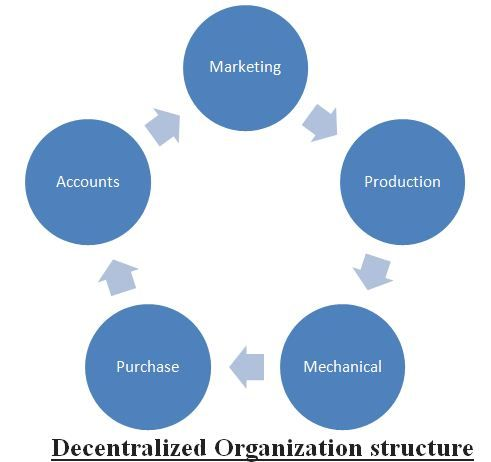 Marketing
Accounts
Production
Purchase
Mechanical
Decentralized Organization structure